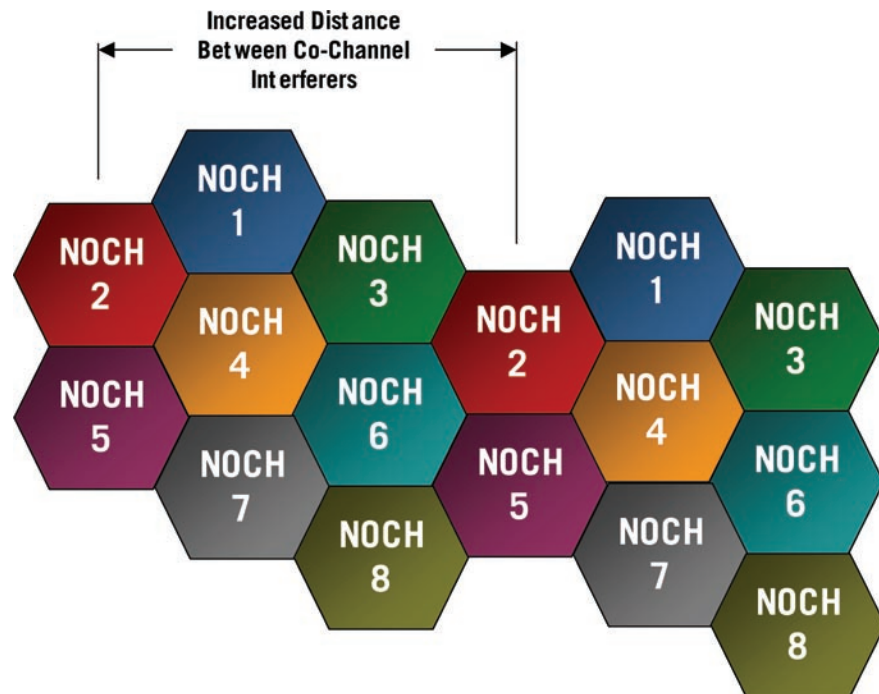 Increased Distance
Between Co-Channel
Interferers
NOCH
1
NOCH
2
NOCH
3
NOCH
4
NOCH
5
NOCH
6
NOCH
7
NOCH
8
NOCH
1
NOCH
2
NOCH
3
NOCH
4
NOCH
5
NOCH
6
NOCH
7
NOCH
8